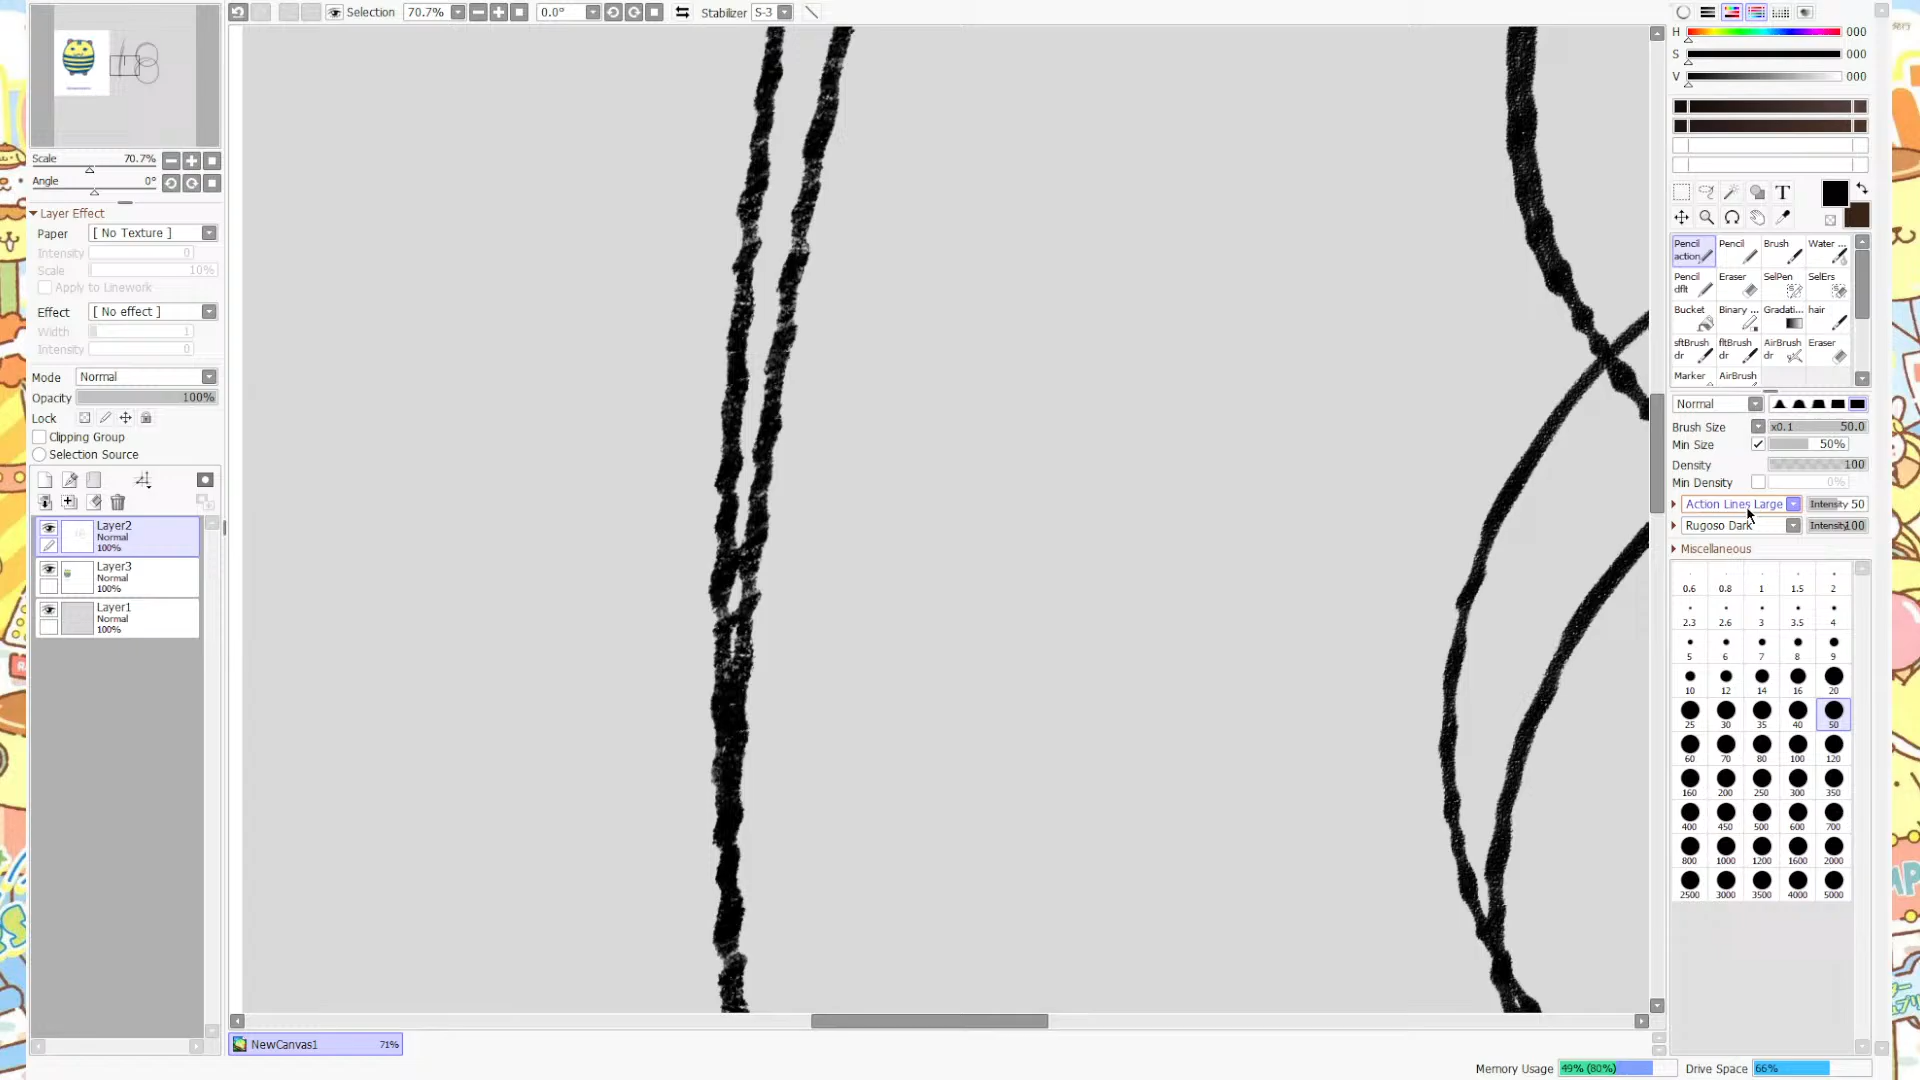 Selection 70.7% 0.0° Stabilizer S-3
Scale 70.7%
Angle 0°
Layer Effect
Paper [ No Texture ]
Intensity 0
Scale 10%
Apply to Linework
Effect [ No effect ]
Width 1
Intensity 0
Mode Normal
Opacity 100%
Lock
Clipping Group
Selection Source
Layer2
Normal
100%
Layer3
Normal
100%
Layer1
Normal
100%
NewCanvas1 71%
H 000
S 000
V 000
T
Pencil action Pencil Brush Water ...
Pencil dflt Eraser SelPen SelErs
Bucket Binary ... Gradati... hair
sftBrush dr fltBrush dr AirBrush dr Eraser
Marker AirBrush
Normal
Brush Size x0.1 50.0
Min Size 50%
Density 100
Min Density 0%
Action Lines Large Intensity 50
Rugoso Dark Intensity 100
Miscellaneous
0.6 0.8 1 1.5 2
2.3 2.6 3 3.5 4
5 6 7 8 9
10 12 14 16 20
25 30 35 40 50
60 70 80 100 120
160 200 250 300 350
400 450 500 600 700
800 1000 1200 1600 2000
2500 3000 3500 4000 5000
Memory Usage 49% (80%) Drive Space 66%